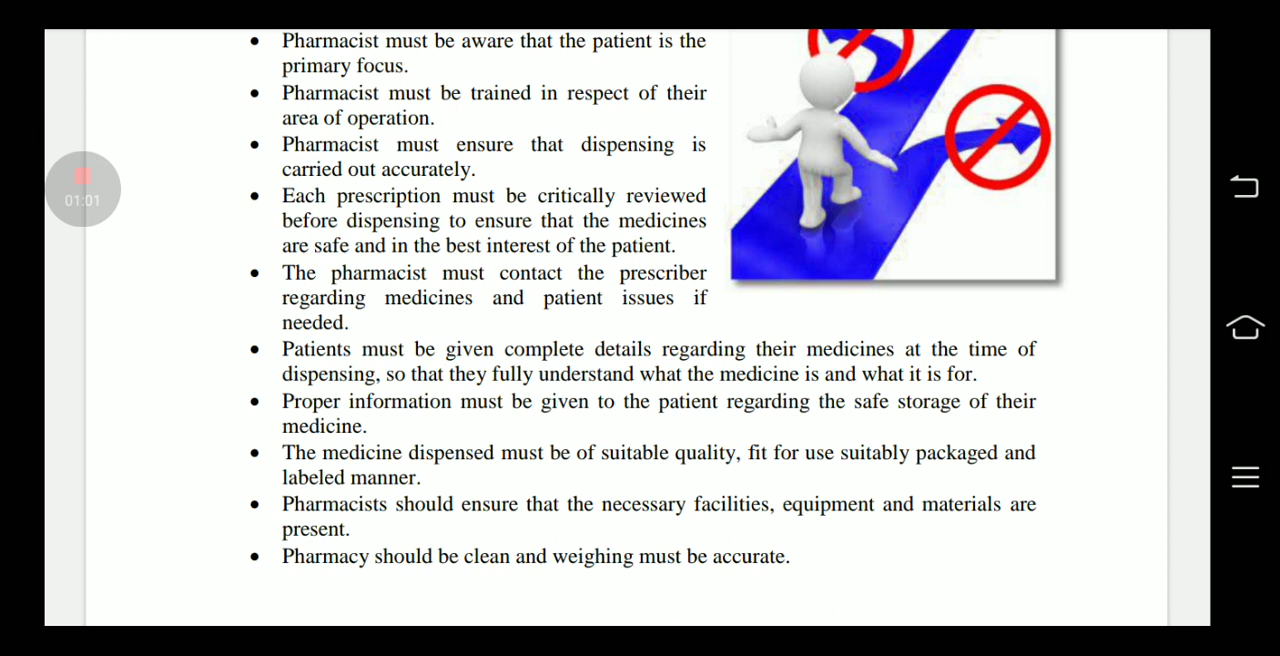 • Pharmacist must be aware that the patient is the
primary focus.
• Pharmacist must be trained in respect of their
area of operation.
• Pharmacist must ensure that dispensing is
carried out accurately.
• Each prescription must be critically reviewed
before dispensing to ensure that the medicines
are safe and in the best interest of the patient.
• The pharmacist must contact the prescriber
regarding medicines and patient issues if
needed.
• Patients must be given complete details regarding their medicines at the time of
dispensing, so that they fully understand what the medicine is and what it is for.
• Proper information must be given to the patient regarding the safe storage of their
medicine.
• The medicine dispensed must be of suitable quality, fit for use suitably packaged and
labeled manner.
• Pharmacists should ensure that the necessary facilities, equipment and materials are
present.
• Pharmacy should be clean and weighing must be accurate.
01:01